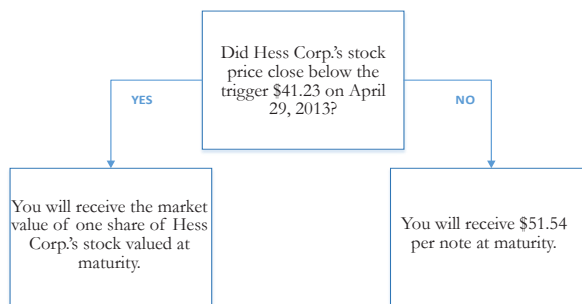 Did Hess Corp.'s stock
price close below the
trigger $41.23 on April
29, 2013?
YES
NO
You will receive the market
value of one share of Hess
Corp.'s stock valued at
maturity.
You will receive $51.54
per note at maturity.